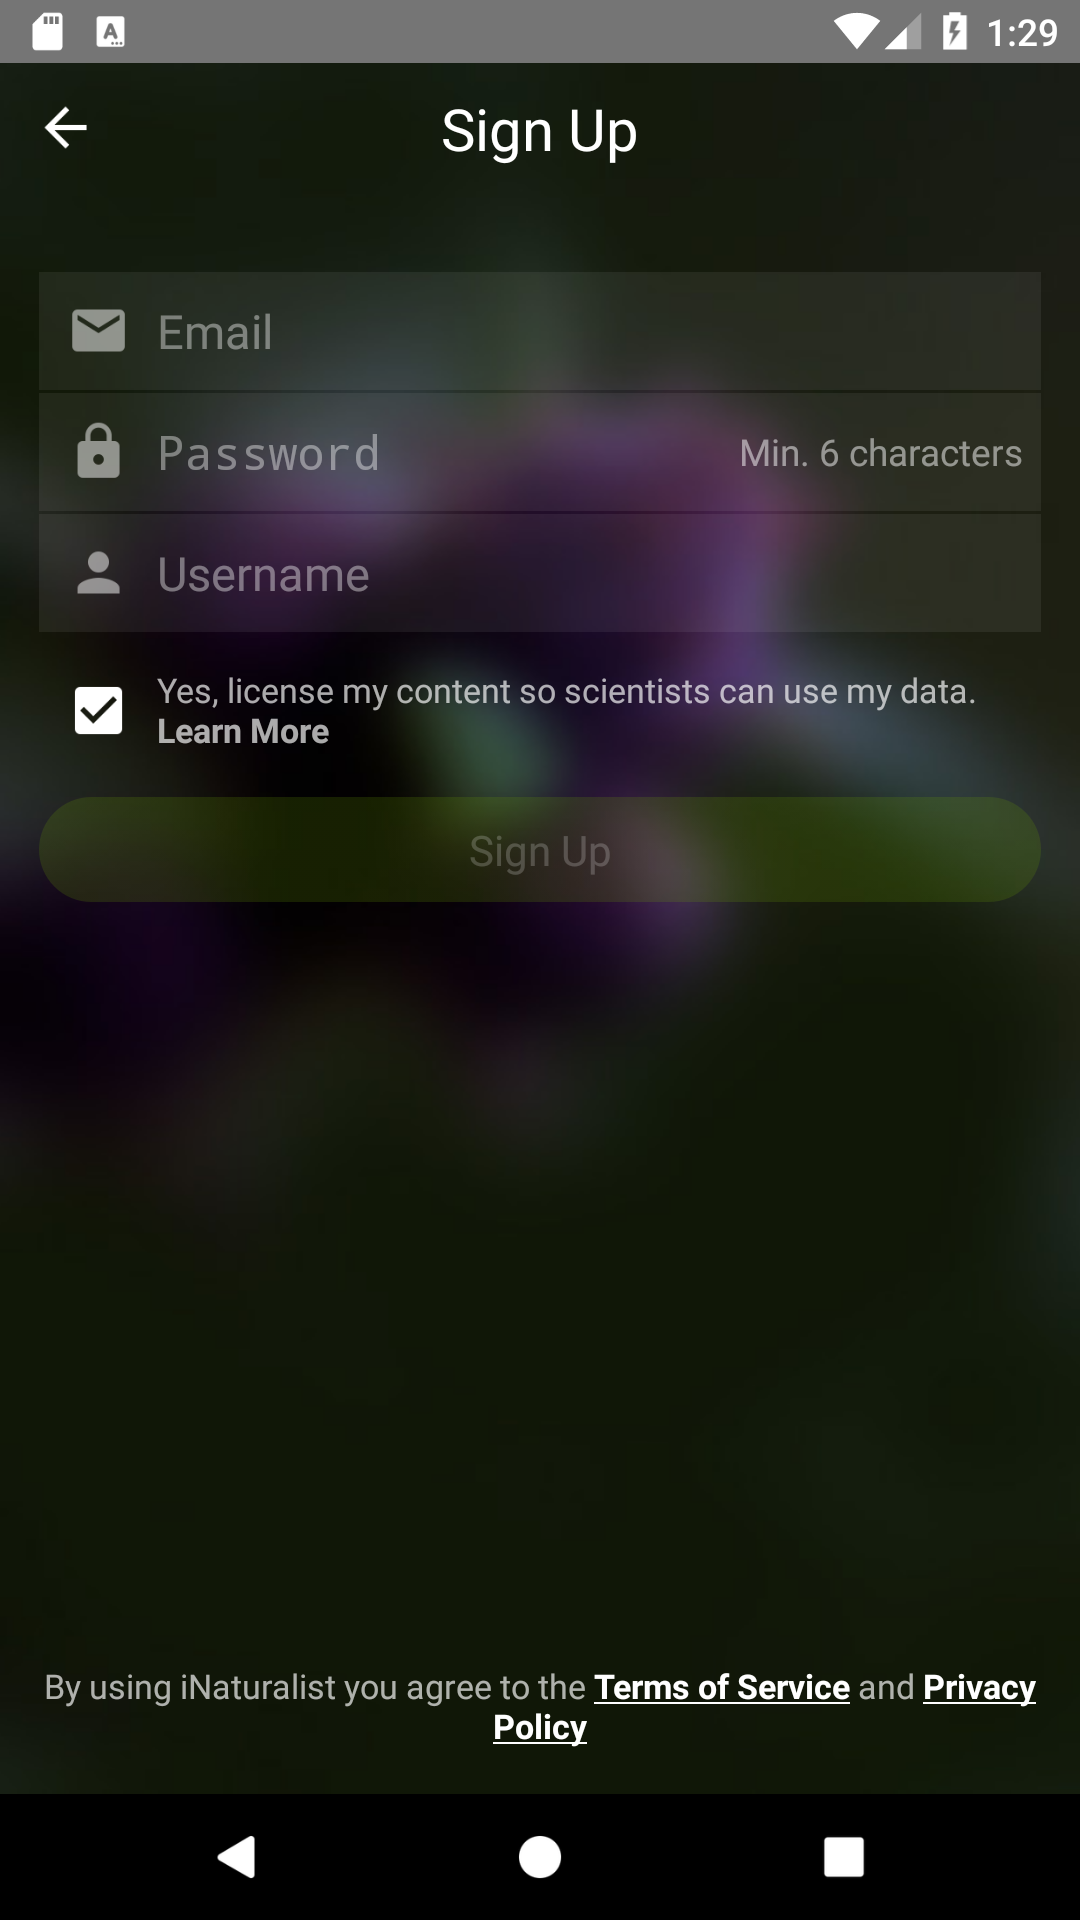 1:29
Sign Up
Email
Password Min. 6 characters
Username
Yes, license my content so scientists can use my data.
Learn More
Sign Up
By using iNaturalist you agree to the Terms of Service and Privacy
Policy